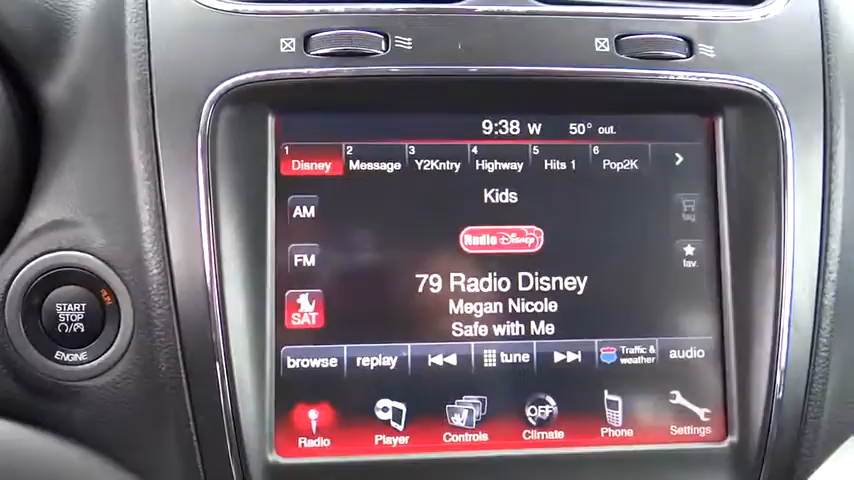 9:38 W 50° out.
1 Disney 2 Message 3 Y2Kntry 4 Highway 5 Hits 1 6 Pop2K
Kids
AM
tag
Radio Disney
FM
fav.
79 Radio Disney
SAT
Megan Nicole
Safe with Me
browse replay tune Traffic & weather audio
Radio Player Controls OFF Climate Phone Settings
RUN
START
STOP
ENGINE